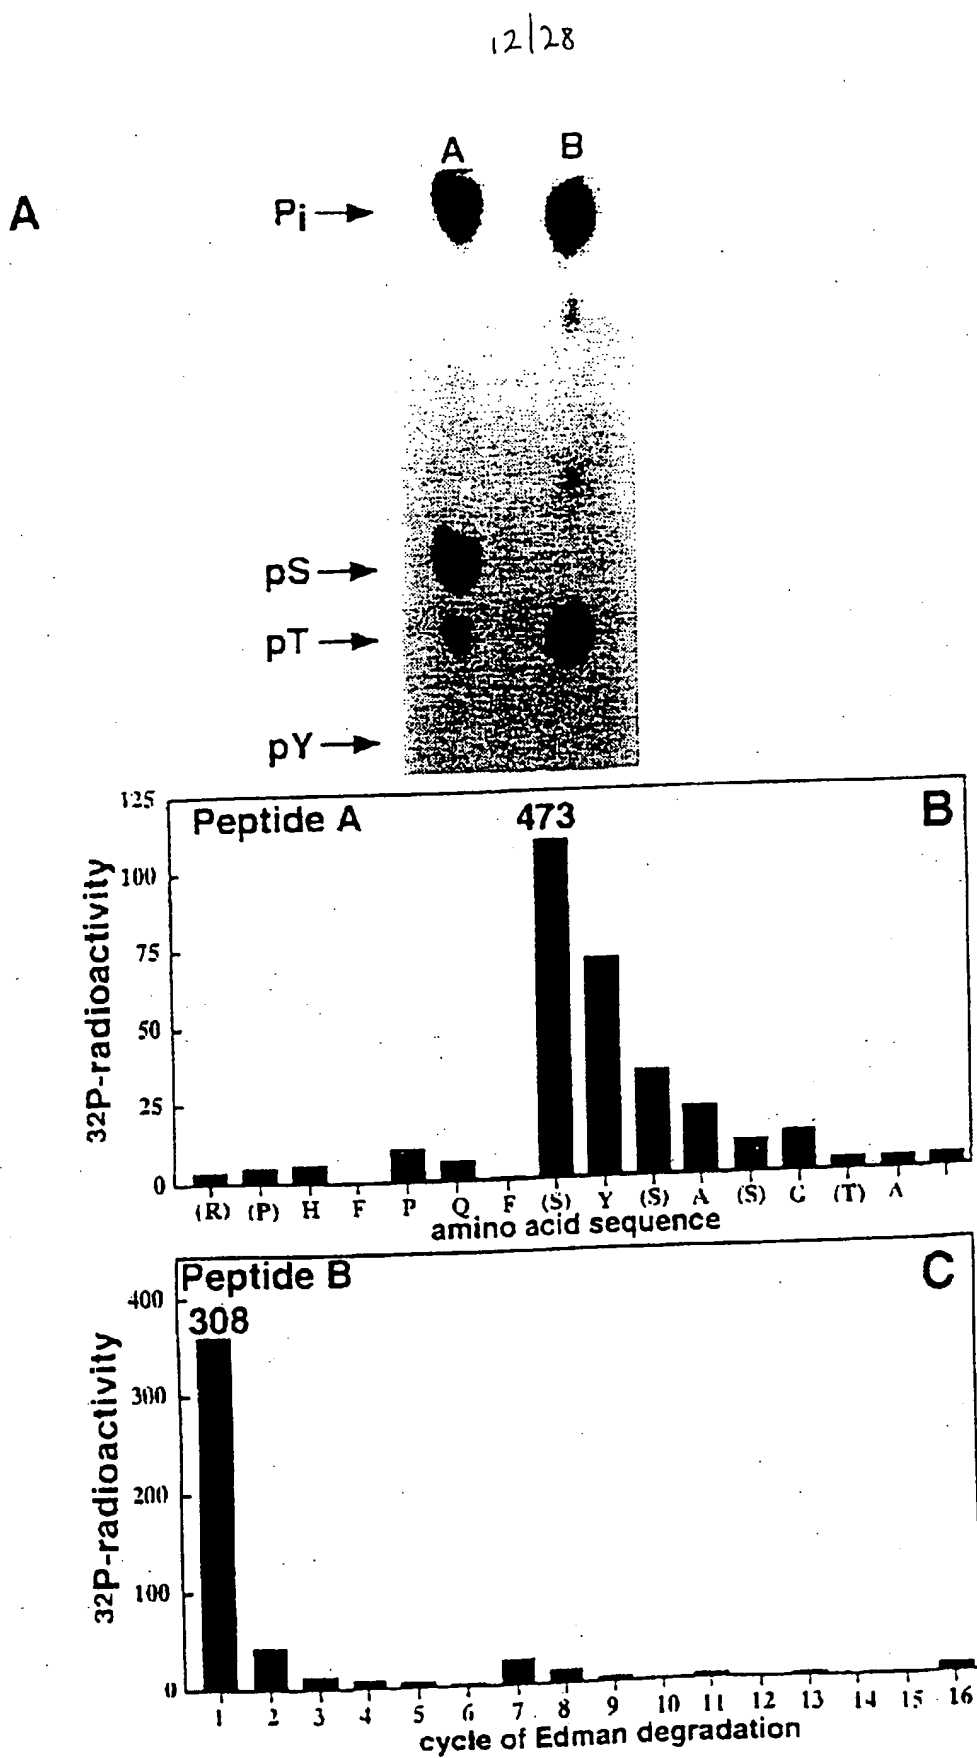 12/28
A B
A
Pi
pS
pT
pY
Peptide A
473
B
125
100
75
50
25
0
32P-radioactivity
(R) (P) H F P Q F (S) Y (S) A (S) G (T) A
amino acid sequence
Peptide B
308
C
400
300
200
100
0
32P-radioactivity
1 2 3 4 5 6 7 8 9 10 11 12 13 14 15 16
cycle of Edman degradation